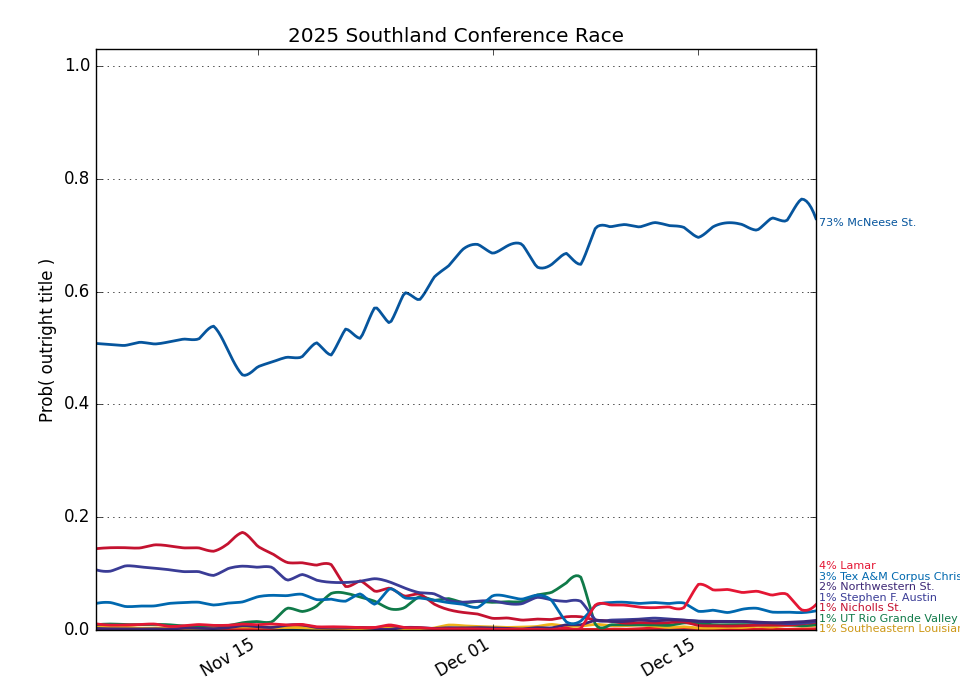 2025 Southland Conference Race
1.0
0.8
0.6
0.4
0.2
0.0
Prob( outright title )
Nov 15
Dec 01
Dec 15
73% McNeese St.
4% Lamar
3% Tex A&M Corpus Chris
2% Northwestern St.
1% Stephen F. Austin
1% Nicholls St.
1% UT Rio Grande Valley
1% Southeastern Louisian